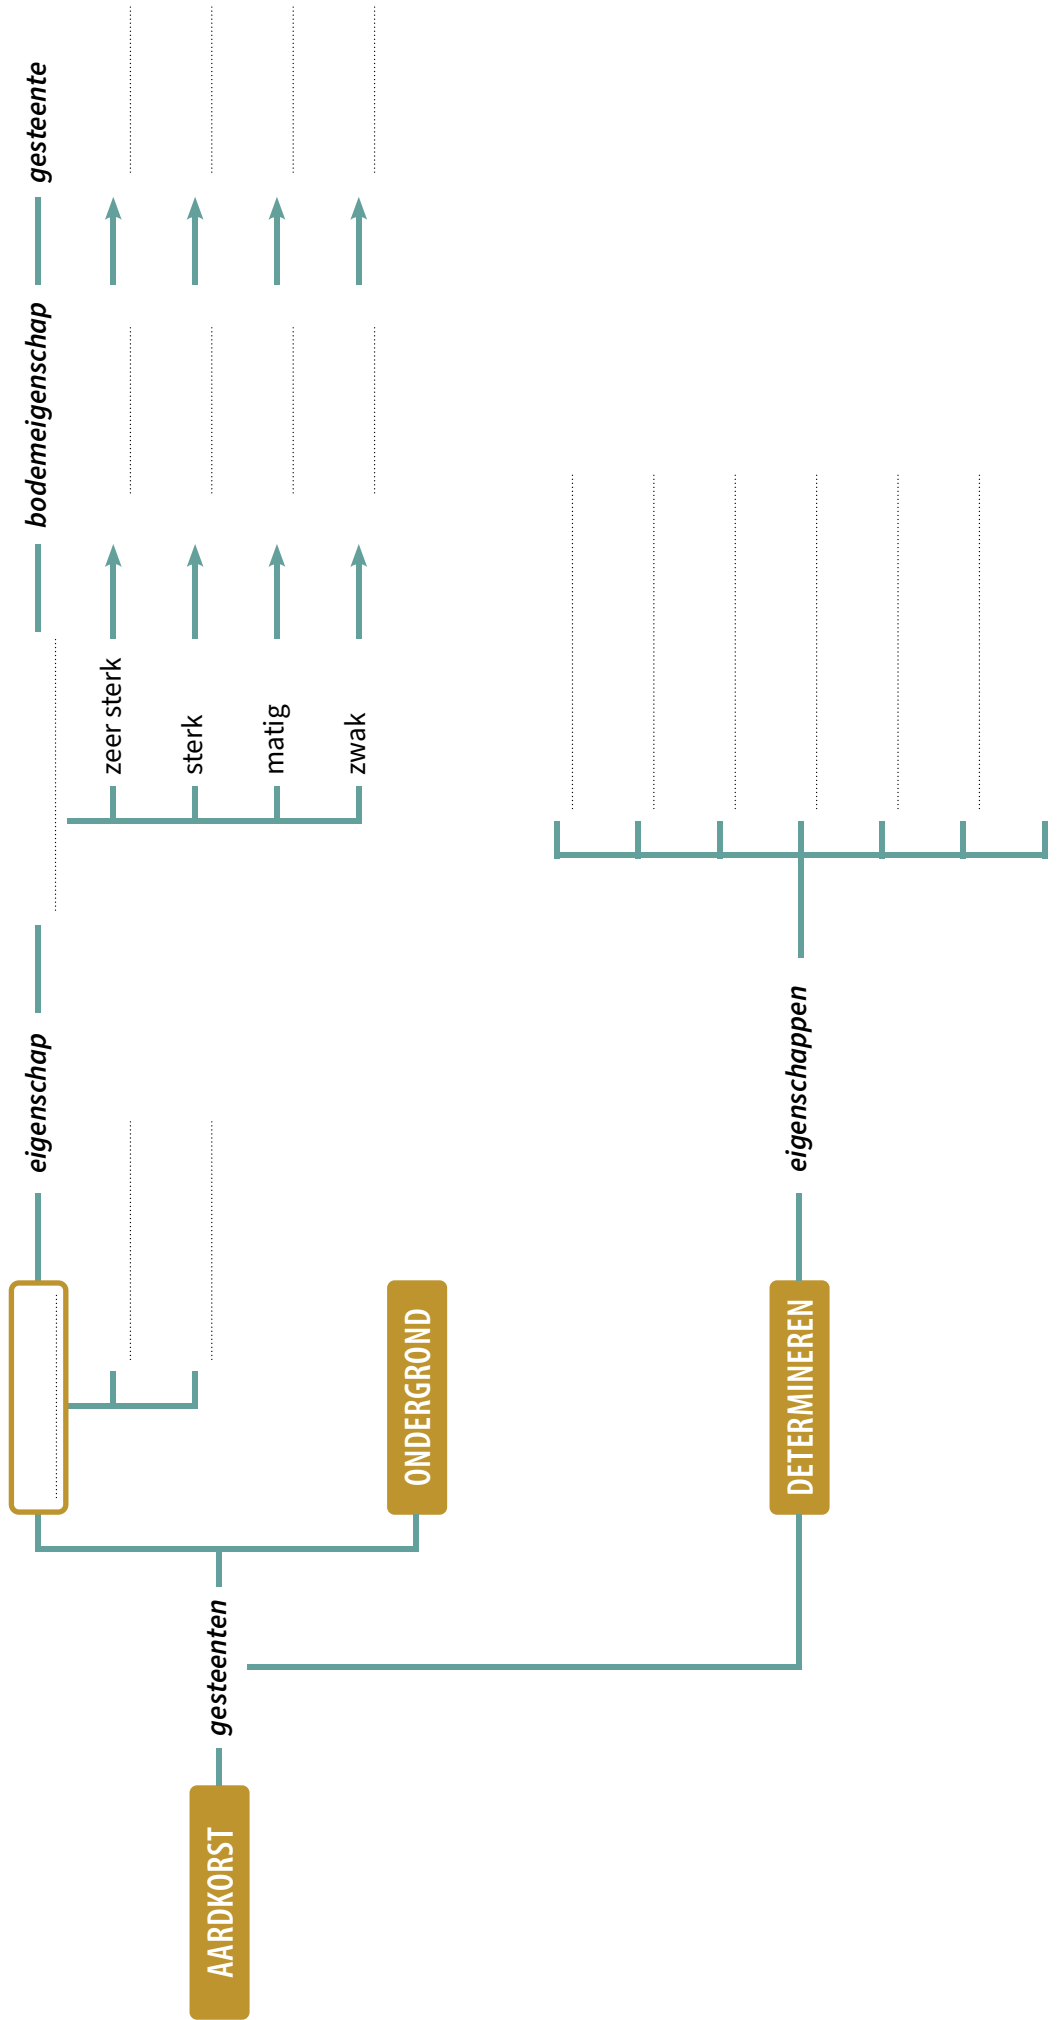 AARDKORST
gesteenten
eigenschap
bodemeigenschap
gesteente
zeer sterk
sterk
matig
zwak
ONDERGROND
DETERMINEREN
eigenschappen